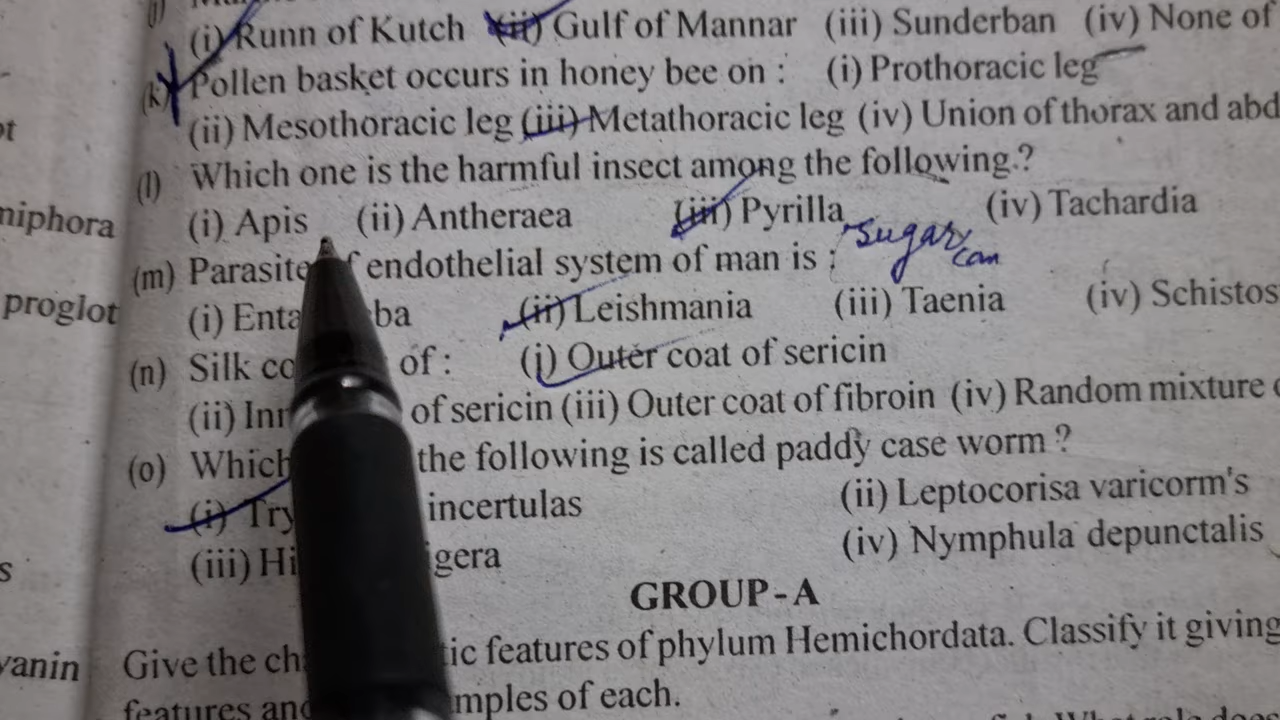 (i) Runn of Kutch (ii) Gulf of Mannar (iii) Sunderban (iv) None of
(k) Pollen basket occurs in honey bee on : (i) Prothoracic leg
ot (ii) Mesothoracic leg (iii) Metathoracic leg (iv) Union of thorax and abd
(l) Which one is the harmful insect among the following.?
niphora (i) Apis (ii) Antheraea (iii) Pyrilla (iv) Tachardia
sugar can
(m) Parasite endothelial system of man is :
proglot (i) Enta ba (ii) Leishmania (iii) Taenia (iv) Schistos
(n) Silk co of : (i) Outer coat of sericin
(ii) Inn of sericin (iii) Outer coat of fibroin (iv) Random mixture
(o) Which the following is called paddy case worm ?
(i) Try incertulas (ii) Leptocorisa varicorm's
s (iii) Hi gera (iv) Nymphula depunctalis
GROUP-A
yanin Give the ch tic features of phylum Hemichordata. Classify it giving
features and mples of each.